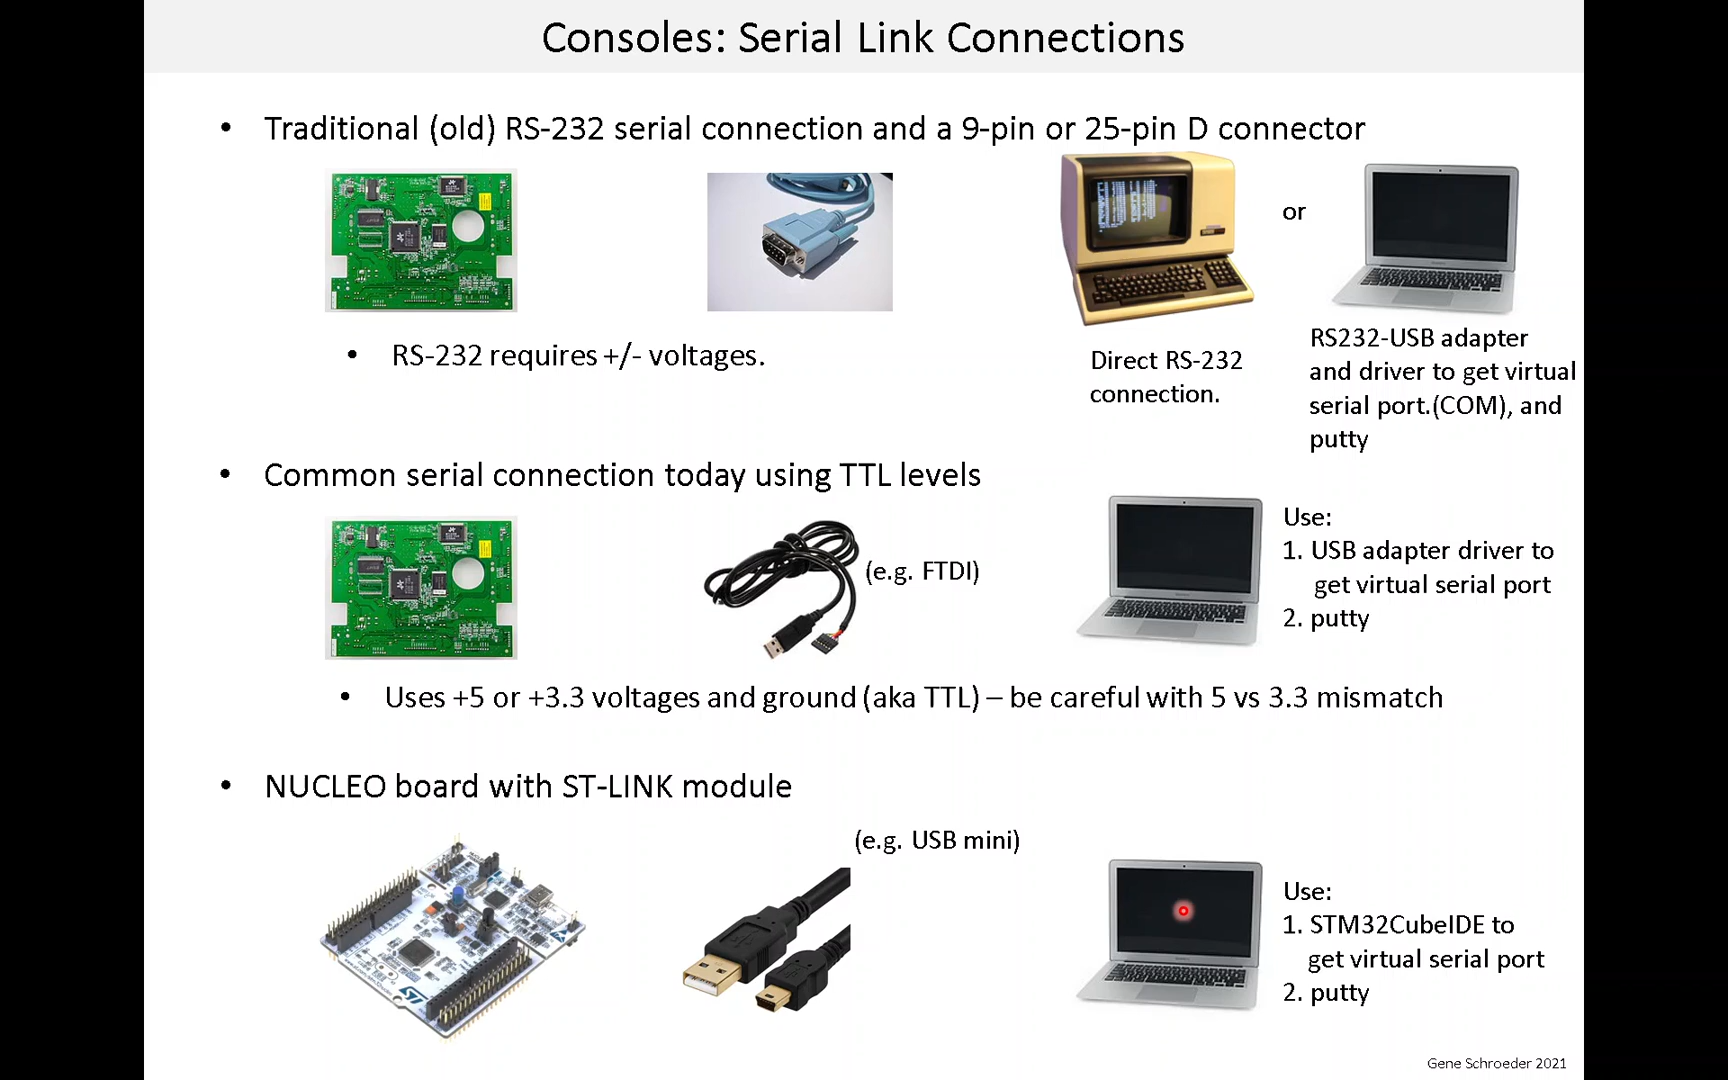 Consoles: Serial Link Connections
• Traditional (old) RS-232 serial connection and a 9-pin or 25-pin D connector
or
• RS-232 requires +/- voltages.
Direct RS-232
connection.
RS232-USB adapter
and driver to get virtual
serial port.(COM), and
putty
• Common serial connection today using TTL levels
(e.g. FTDI)
Use:
1. USB adapter driver to
get virtual serial port
2. putty
• Uses +5 or +3.3 voltages and ground (aka TTL) – be careful with 5 vs 3.3 mismatch
• NUCLEO board with ST-LINK module
(e.g. USB mini)
Use:
1. STM32CubeIDE to
get virtual serial port
2. putty
Gene Schroeder 2021